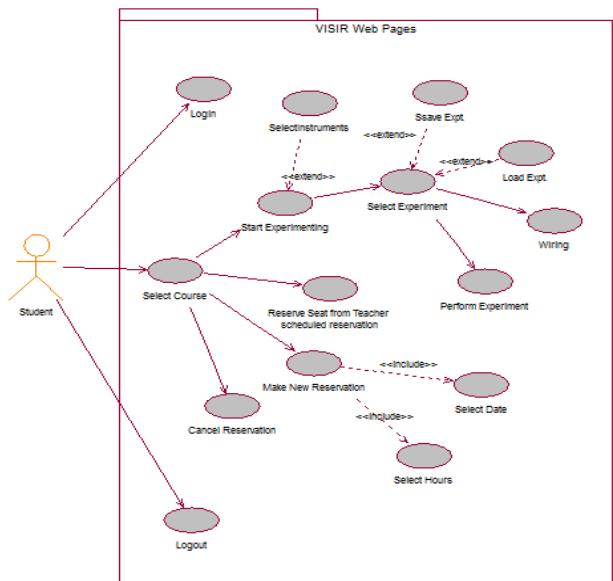 VISIR Web Pages
Login
SelectInstruments
Ssave Expt.
<<extend>>
<<extend>>
<<extend>>
Load Expt.
Start Experimenting
Select Experiment
Wiring
Student
Select Course
Reserve Seat from Teacher
scheduled reservation
Perform Experiment
<<include>>
Make New Reservation
Select Date
<<include>>
Cancel Reservation
Select Hours
Logout